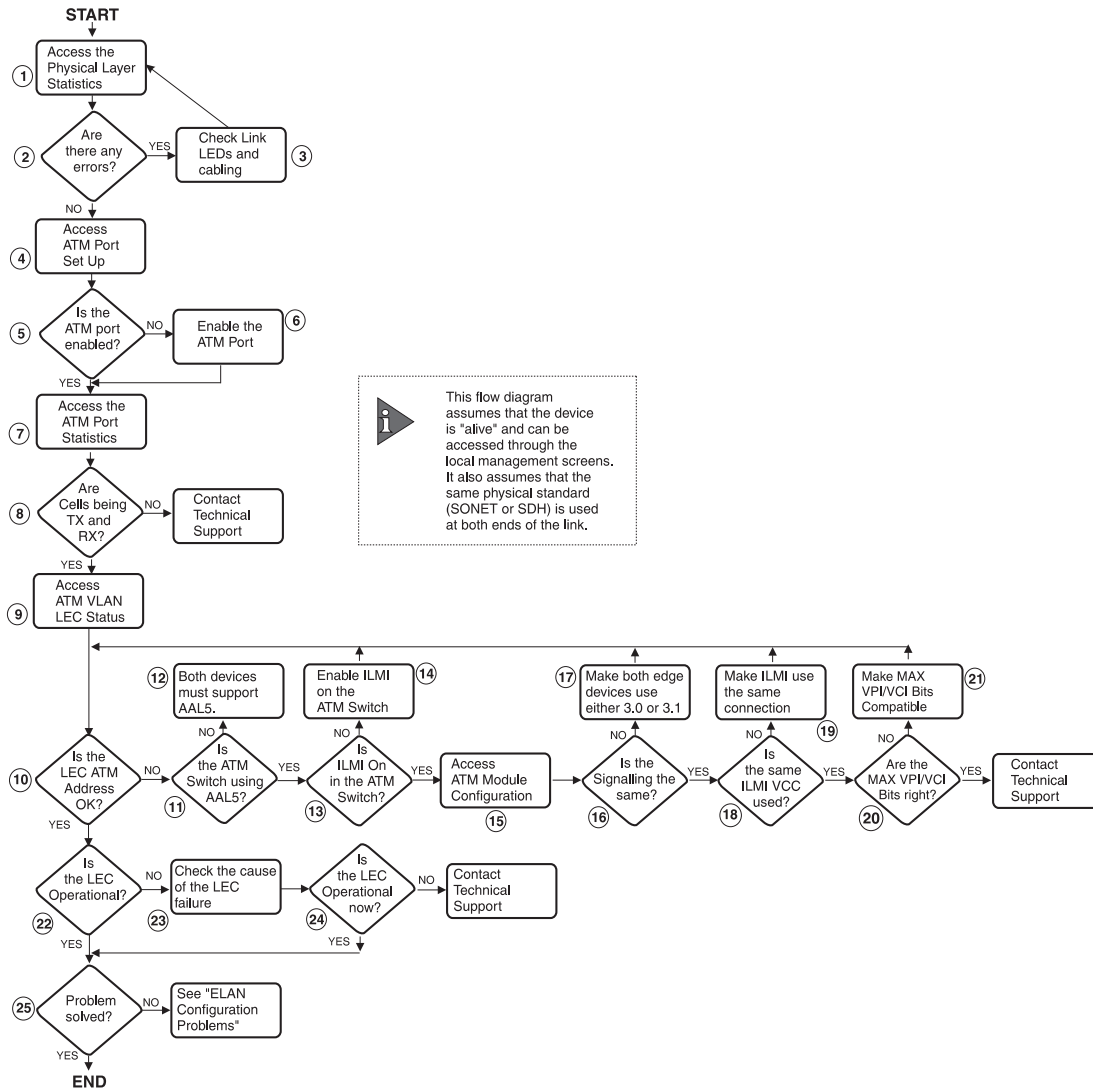 START
Access the
Physical Layer
Statistics
1
Are
there any
errors?
2
YES
Check Link
LEDs and
cabling
3
NO
Access
ATM Port
Set Up
4
Is the
ATM port
enabled?
5
NO
Enable the
ATM Port
6
YES
Access the
ATM Port
Statistics
7
Are
Cells being
TX and
RX?
8
NO
Contact
Technical
Support
YES
Access
ATM VLAN
LEC Status
9
i
This flow diagram
assumes that the device
is "alive" and can be
accessed through the
local management screens.
It also assumes that the
same physical standard
(SONET or SDH) is used
at both ends of the link.
Is the
LEC ATM
Address
OK?
10
NO
Is
the ATM
Switch using
AAL5?
11
NO
Both devices
must support
AAL5.
12
YES
Is
ILMI On
in the ATM
Switch?
13
NO
Enable ILMI
on the
ATM Switch
14
YES
Access
ATM Module
Configuration
15
Is the
Signalling the
same?
16
NO
Make both edge
devices use
either 3.0 or 3.1
17
YES
Is
the same
ILMI VCC
used?
18
NO
Make ILMI use
the same
connection
19
YES
Are the
MAX VPI/VCI
Bits right?
20
NO
Make MAX
VPI/VCI Bits
Compatible
21
YES
Contact
Technical
Support
YES
Is
the LEC
Operational?
22
NO
Check the cause
of the LEC
failure
23
Is
the LEC
Operational
now?
24
NO
Contact
Technical
Support
YES
YES
Problem
solved?
25
NO
See "ELAN
Configuration
Problems"
YES
END